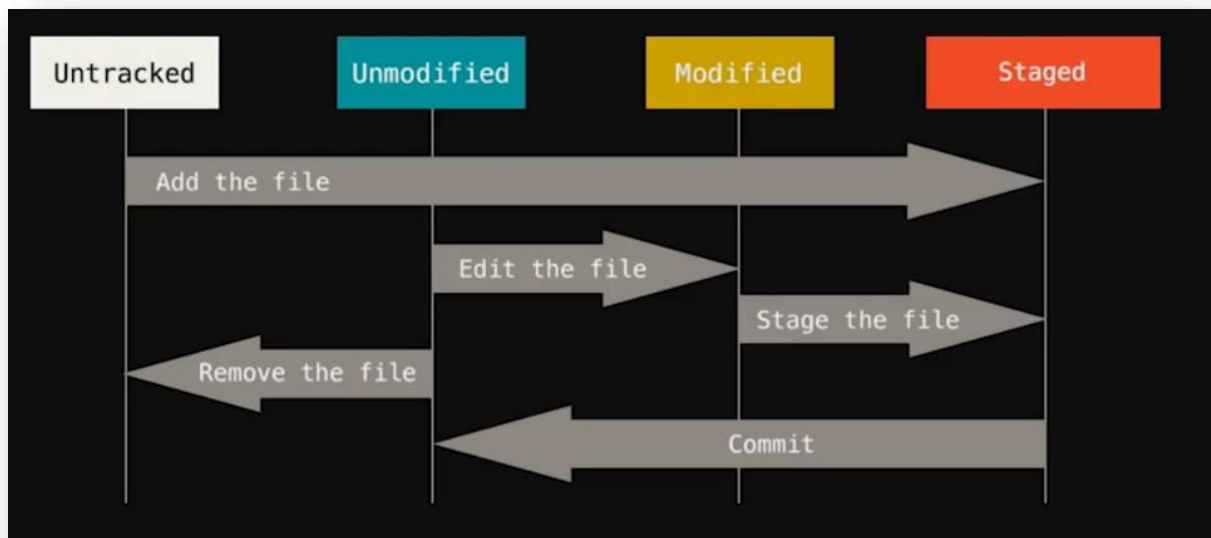 Untracked
Unmodified
Modified
Staged
Add the file
Edit the file
Stage the file
Remove the file
Commit